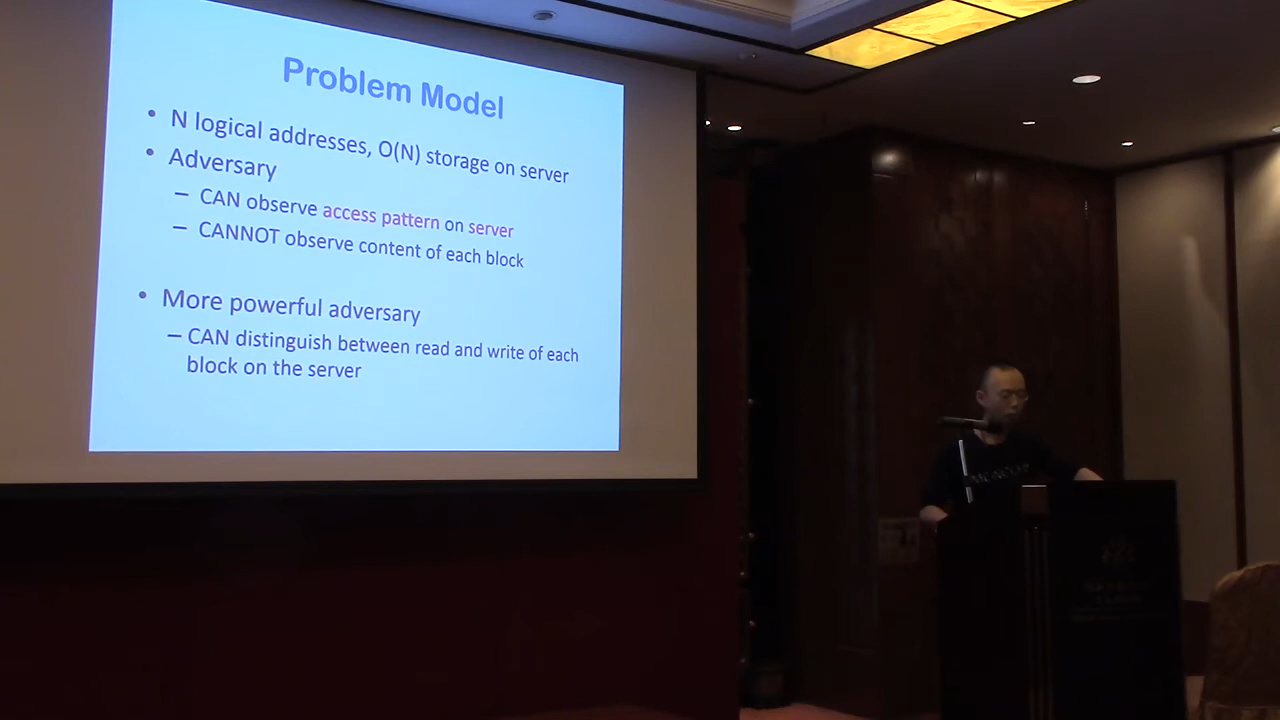 Problem Model
• N logical addresses, O(N) storage on server
• Adversary
– CAN observe access pattern on server
– CANNOT observe content of each block
• More powerful adversary
– CAN distinguish between read and write of each
block on the server